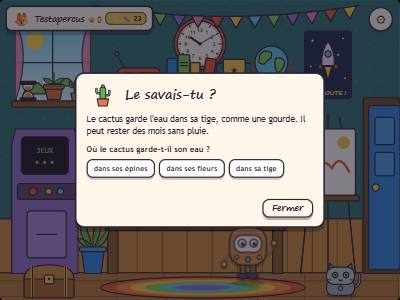 Testapercus 0 23
Le savais-tu ?
Le cactus garde l'eau dans sa tige, comme une gourde. Il
peut rester des mois sans pluie.
Où le cactus garde-t-il son eau ?
dans ses épines dans ses fleurs dans sa tige
Fermer
JEUX